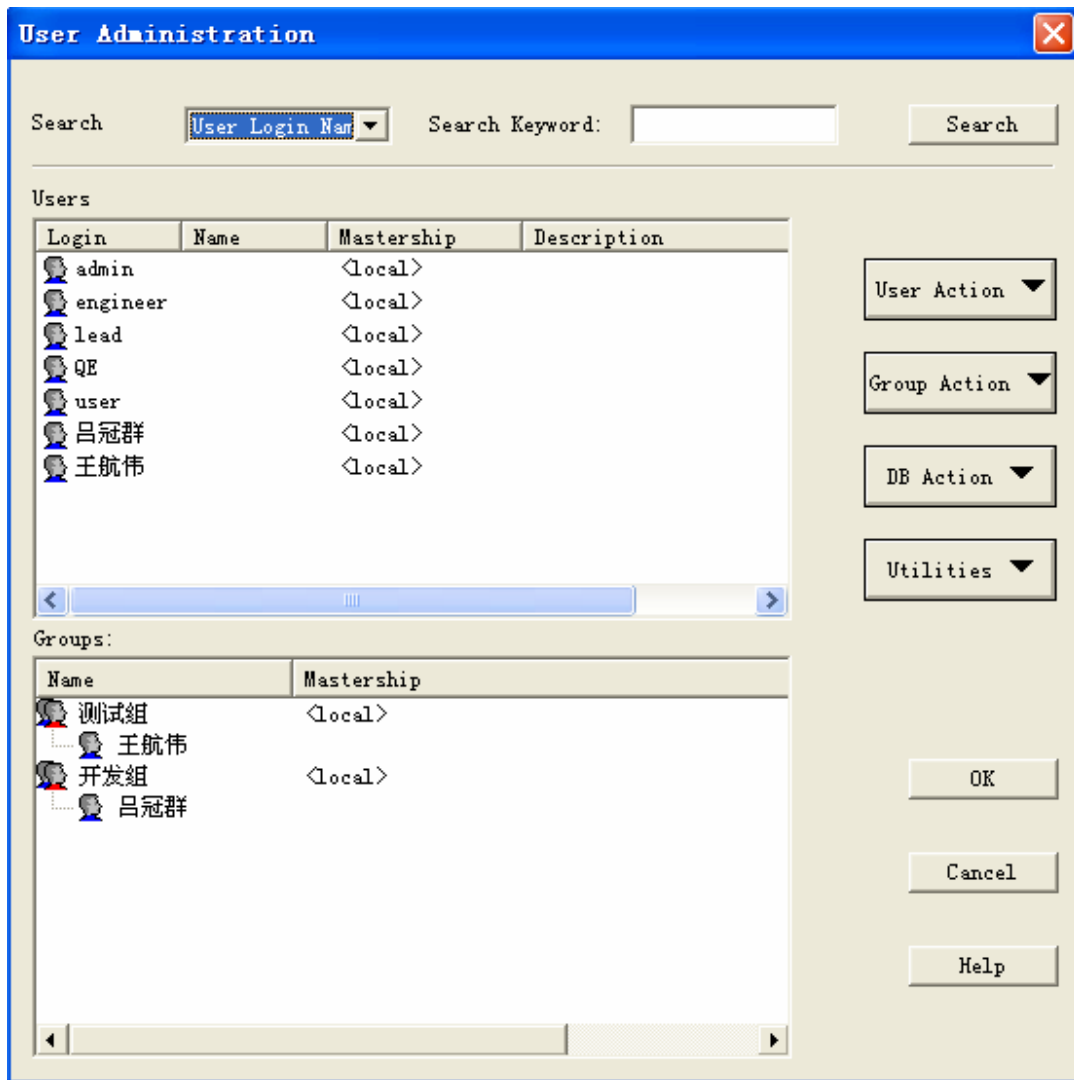 User Administration
Search User Login Nam Search Keyword: Search
Users
Login Name Mastership Description
admin <local>
engineer <local>
lead <local>
QE <local>
user <local>
吕冠群 <local>
王航伟 <local>
User Action
Group Action
DB Action
Utilities
Groups:
Name Mastership
测试组 <local>
王航伟
开发组 <local>
吕冠群
OK
Cancel
Help